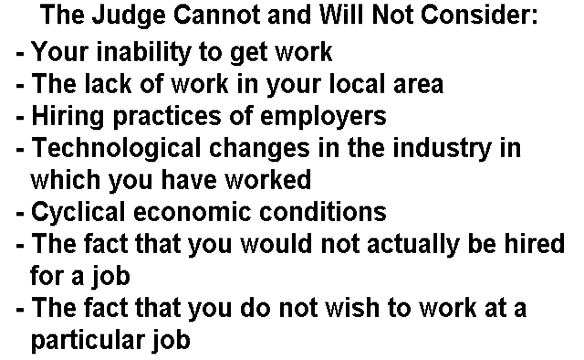 The Judge Cannot and Will Not Consider:
- Your inability to get work
- The lack of work in your local area
- Hiring practices of employers
- Technological changes in the industry in
which you have worked
- Cyclical economic conditions
- The fact that you would not actually be hired
for a job
- The fact that you do not wish to work at a
particular job